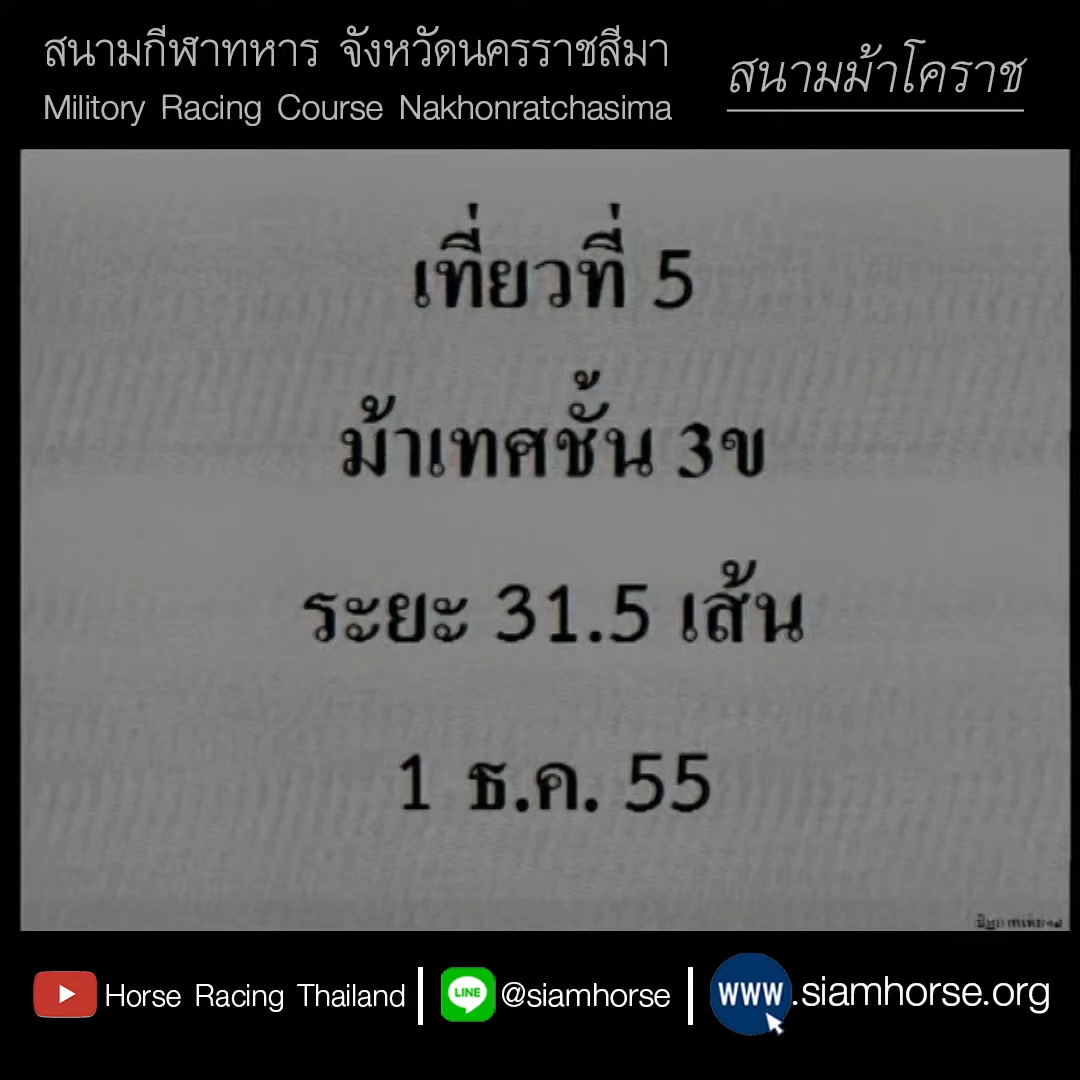 สนามกีฬาทหาร จังหวัดนครราชสีมา
Militory Racing Course Nakhonratchasima
สนามม้าโคราช
เที่ยวที่ 5
ม้าเทศชั้น 3ข
ระยะ 31.5 เส้น
1 ธ.ค. 55
Horse Racing Thailand
LINE @siamhorse
www.siamhorse.org